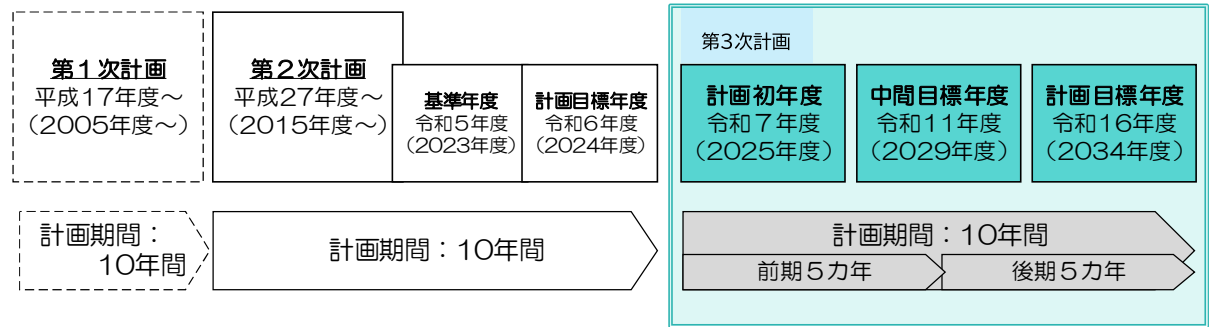 第１次計画
平成17年度～
（2005年度～）
第２次計画
平成27年度～
（2015年度～）
基準年度
令和５年度
（2023年度）
計画目標年度
令和６年度
（2024年度）
第3次計画
計画初年度
令和７年度
（2025年度）
中間目標年度
令和11年度
（2029年度）
計画目標年度
令和16年度
（2034年度）
計画期間：
10年間
計画期間：10年間
計画期間：10年間
前期５カ年
後期５カ年